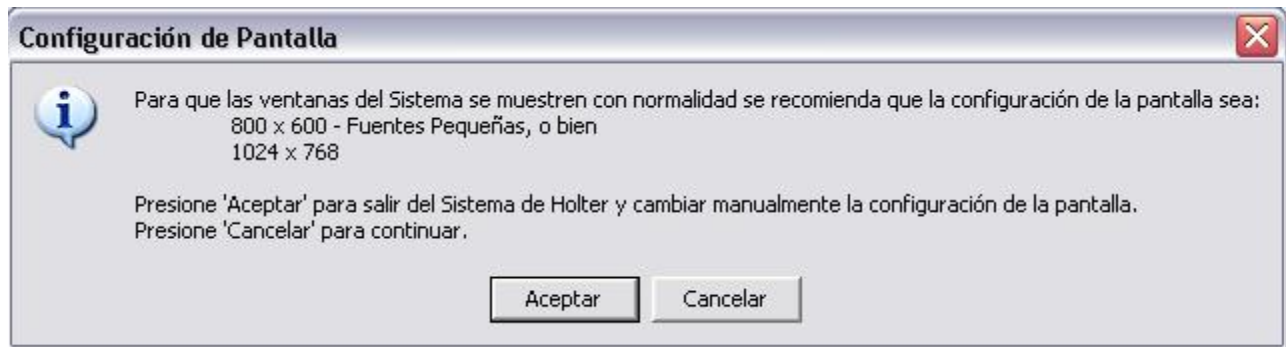 Configuración de Pantalla
Para que las ventanas del Sistema se muestren con normalidad se recomienda que la configuración de la pantalla sea:
800 x 600 - Fuentes Pequeñas, o bien
1024 x 768
Presione 'Aceptar' para salir del Sistema de Holter y cambiar manualmente la configuración de la pantalla.
Presione 'Cancelar' para continuar.
Aceptar
Cancelar